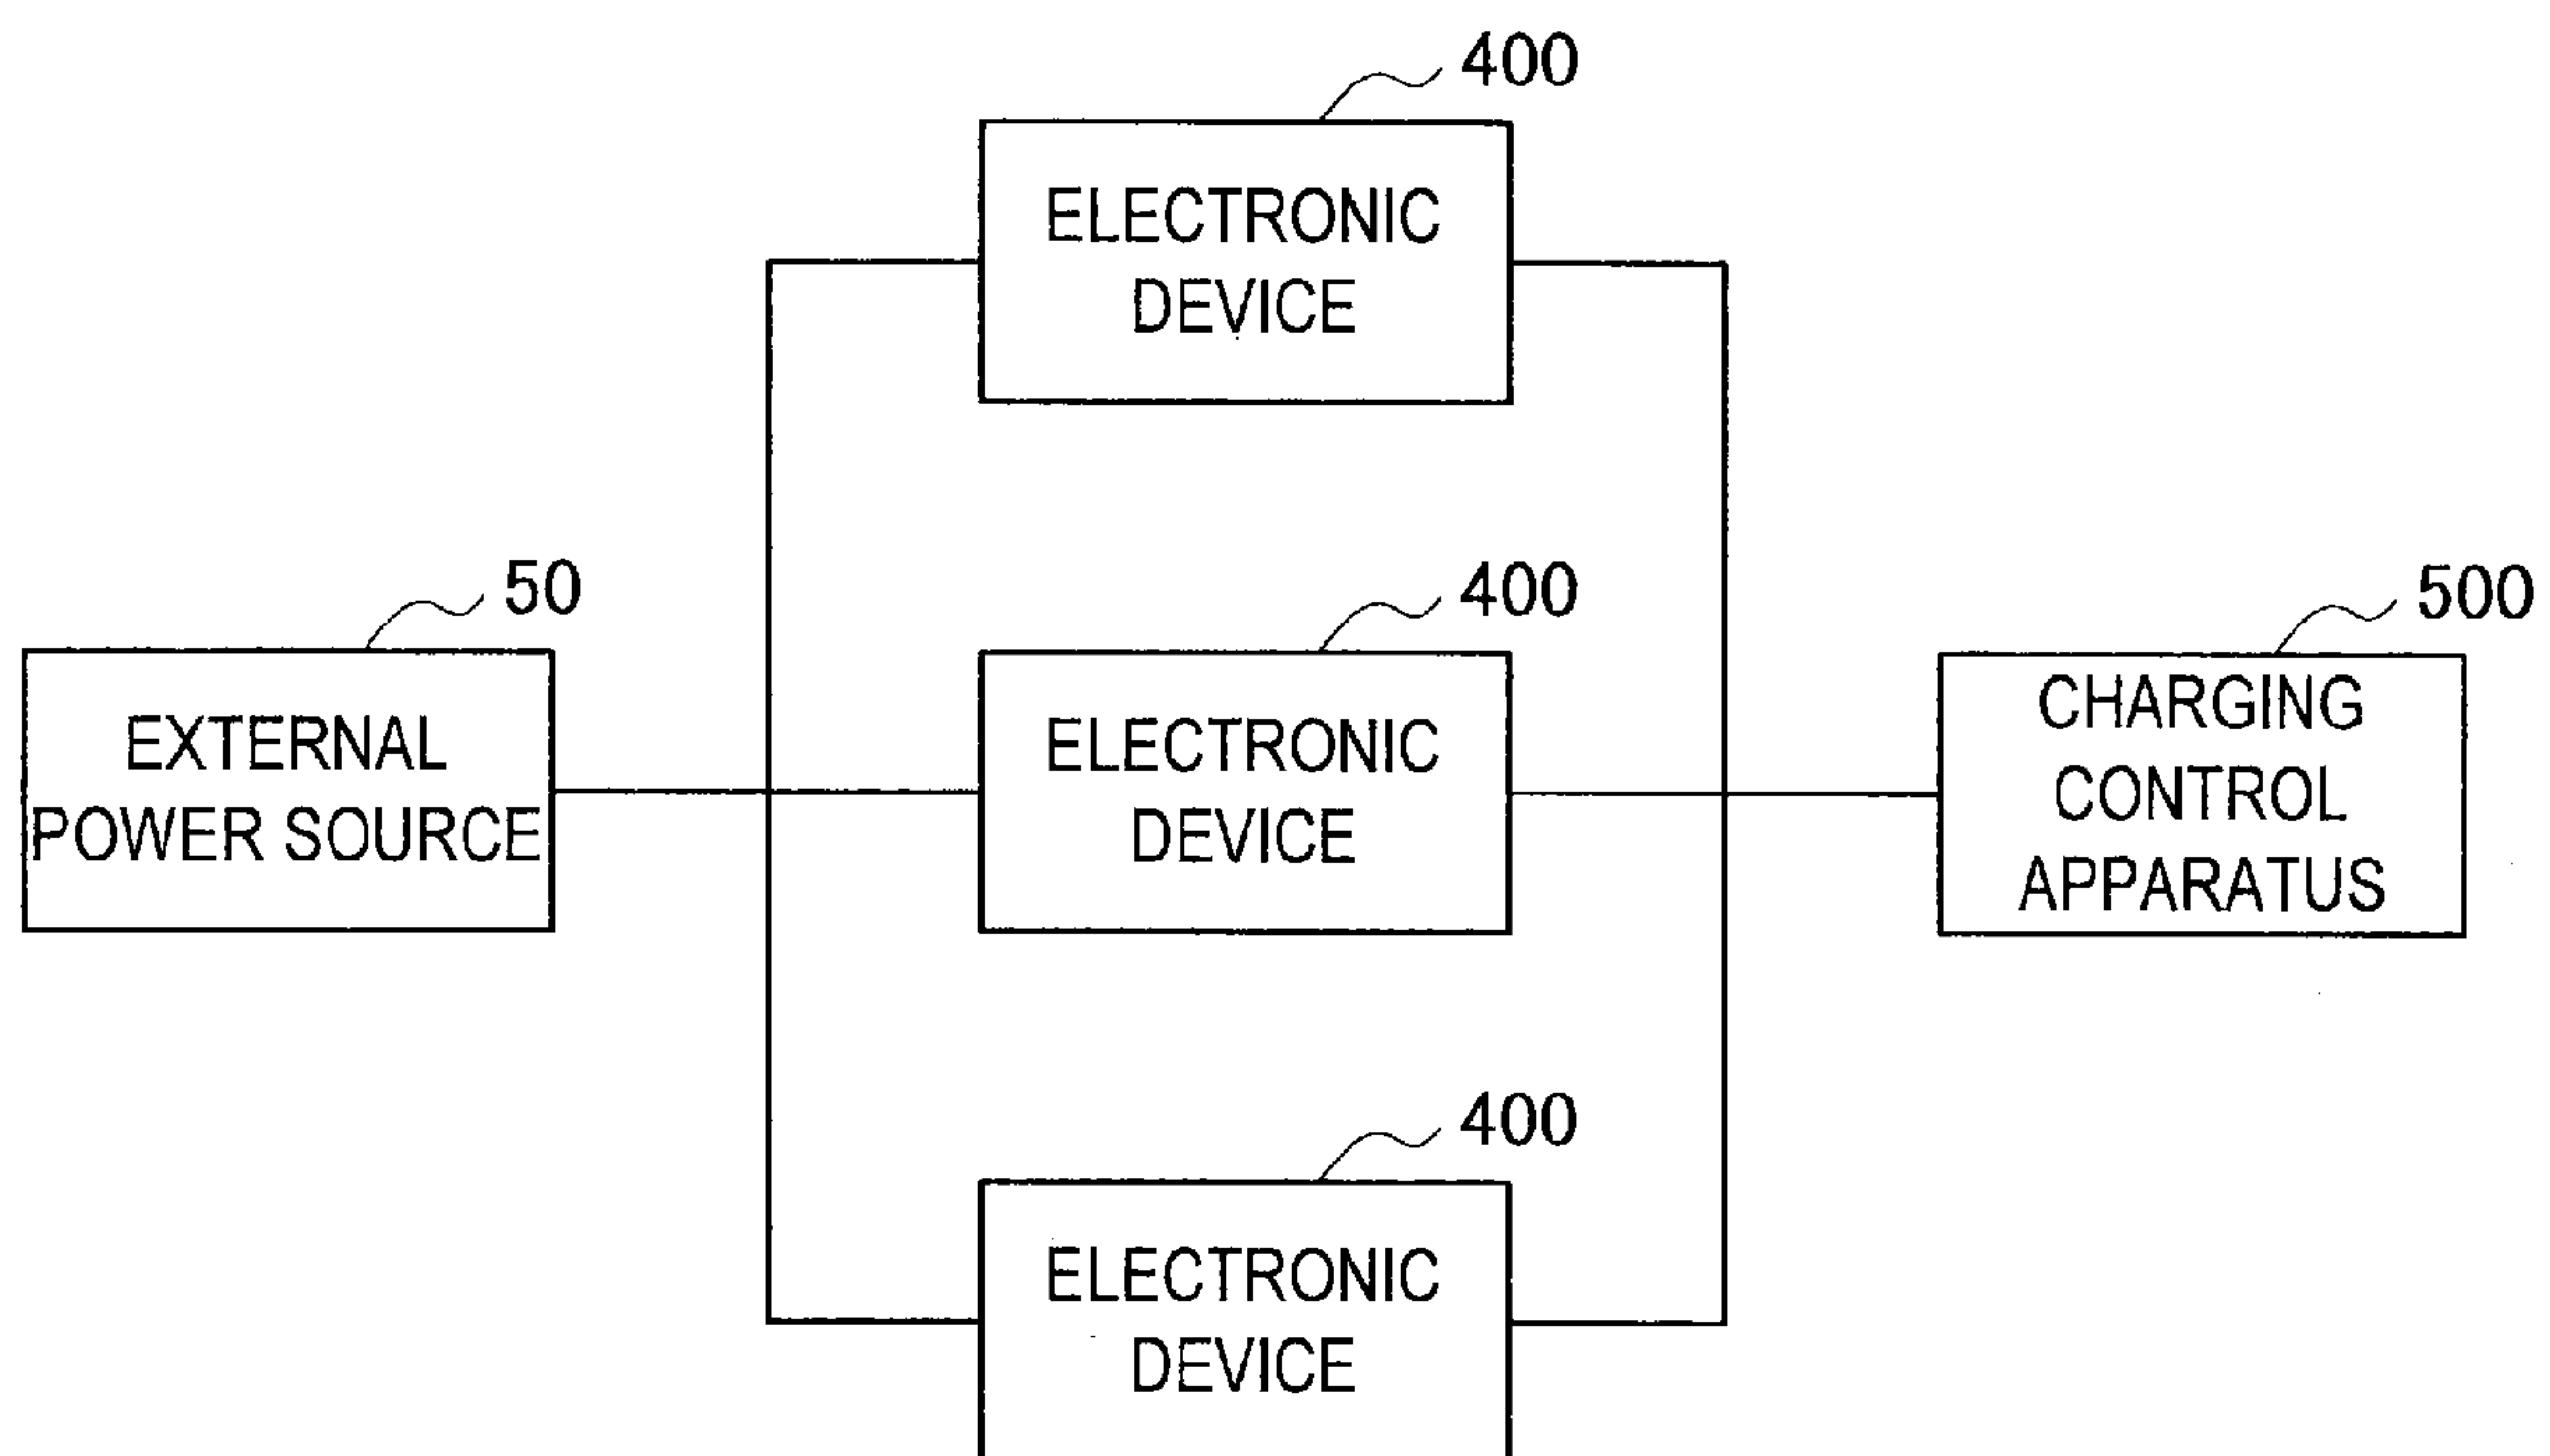 400
ELECTRONIC
DEVICE
50
EXTERNAL
POWER SOURCE
400
ELECTRONIC
DEVICE
500
CHARGING
CONTROL
APPARATUS
400
ELECTRONIC
DEVICE